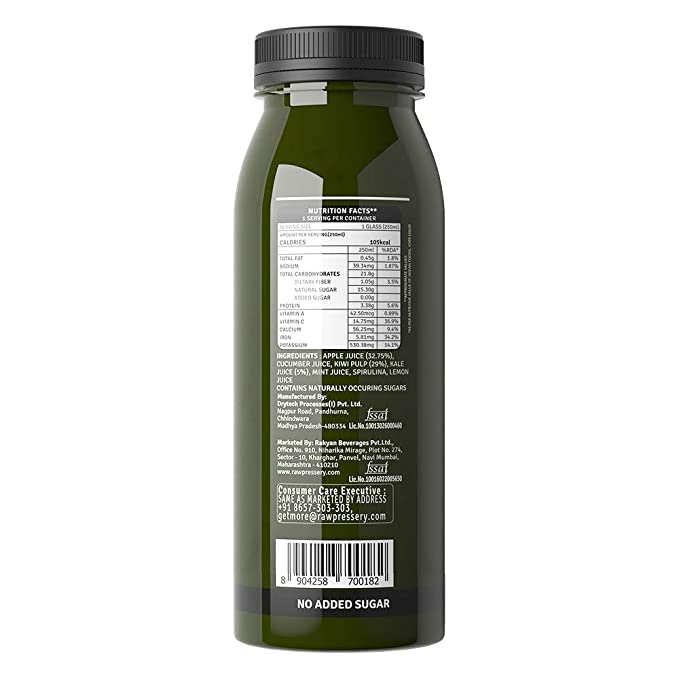 NUTRITION FACTS**
1 SERVING PER CONTAINER
SERVING SIZE 1 GLASS (250ml)
AMOUNT PER SERVING(250ml)
CALORIES 105kcal
250ml %RDA*
TOTAL FAT 0.45g 1.8%
SODIUM 39.34mg 1.87%
TOTAL CARBOHYDRATES 21.8g
DIETARY FIBER 1.05g 3.5%
NATURAL SUGAR 15.30g
ADDED SUGAR 0.00g
PROTEIN 3.38g 5.6%
VITAMIN A 42.50mcg 0.89%
VITAMIN C 14.75mg 36.9%
CALCIUM 56.25mg 9.4%
IRON 5.81mg 34.2%
POTASSIUM 530.38mg 14.1%
INGREDIENTS : APPLE JUICE (32.75%),
CUCUMBER JUICE, KIWI PULP (29%), KALE
JUICE (5%), MINT JUICE, SPIRULINA, LEMON
JUICE
CONTAINS NATURALLY OCCURING SUGARS
Manufactured By:
Drytech Processes(I) Pvt. Ltd.
Nagpur Road, Pandhurna,
Chhindwara
Madhya Pradesh-480334
fssai
Lic.No.10013026000460
Marketed By: Rakyan Beverages Pvt.Ltd.,
Office No. 910, Niharika Mirage, Plot No. 274,
Sector - 10, Kharghar, Panvel, Navi Mumbai,
Maharashtra - 410210
www.rawpressery.com
fssai
Lic.No.10016022005650
Consumer Care Executive :
SAME AS MARKETED BY ADDRESS
+91 8657-303-303,
getmore@rawpressery.com
8 904258 700182
NO ADDED SUGAR